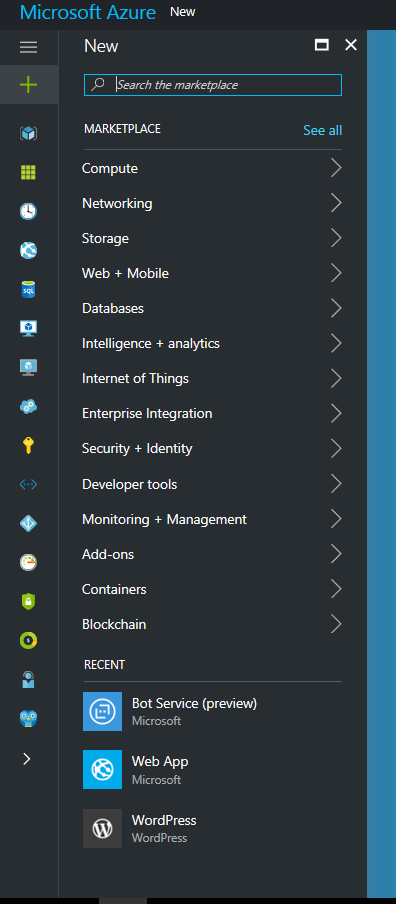 Microsoft Azure New
New
Search the marketplace
MARKETPLACE See all
Compute
Networking
Storage
Web + Mobile
Databases
Intelligence + analytics
Internet of Things
Enterprise Integration
Security + Identity
Developer tools
Monitoring + Management
Add-ons
Containers
Blockchain
RECENT
Bot Service (preview)
Microsoft
Web App
Microsoft
WordPress
WordPress
SQL